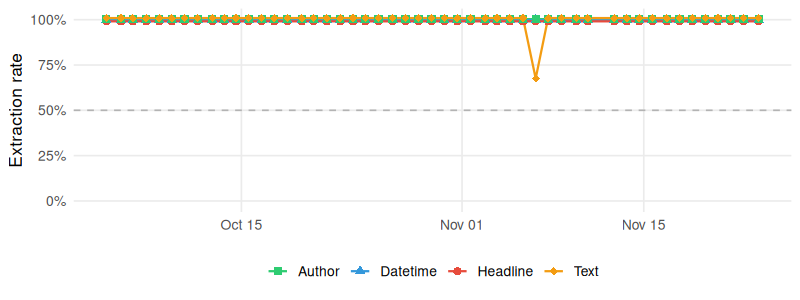 100%
75%
50%
25%
0%
Extraction rate
Oct 15 Nov 01 Nov 15
Author Datetime Headline Text